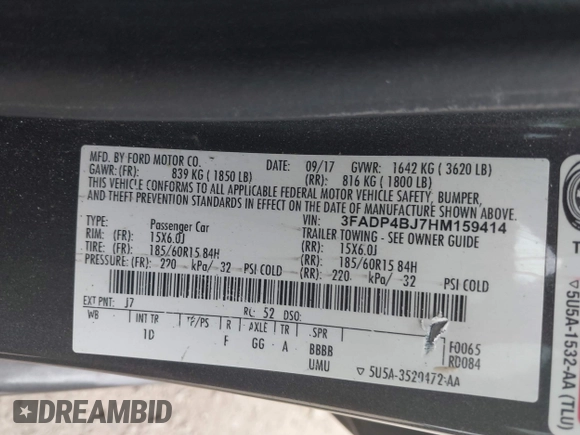 MFD. BY FORD MOTOR CO.
DATE: 09/17 GVWR: 1642 KG ( 3620 LB)
GAWR: (FR): 839 KG ( 1850 LB) (RR): 816 KG ( 1800 LB)
THIS VEHICLE CONFORMS TO ALL APPLICABLE FEDERAL MOTOR VEHICLE SAFETY, BUMPER,
AND THEFT PREVENTION STANDARDS IN EFFECT ON THE DATE OF MANUFACTURE SHOWN ABOVE.
VIN: 3FADP4BJ7HM159414
TYPE: Passenger Car TRAILER TOWING - SEE OWNER GUIDE
RIM: (FR): 15X6.0J (RR): 15X6.0J
TIRE: 185/60R15 84H (RR): 185/60R15 84H
PRESSURE: (FR) 220 kPa/ 32 PSI COLD (RR): 220 kPa/ 32 PSI COLD
EXT PNT: J7 RC: 52 DSO:
WB INT TR TP/PS R AXLE TR SPR
1D F GG A BBBB
UMU
F0065
RD084
▽ 5U5A-3520472-AA
▽ 5U5A-1532-AA (TLU)
DREAMBID